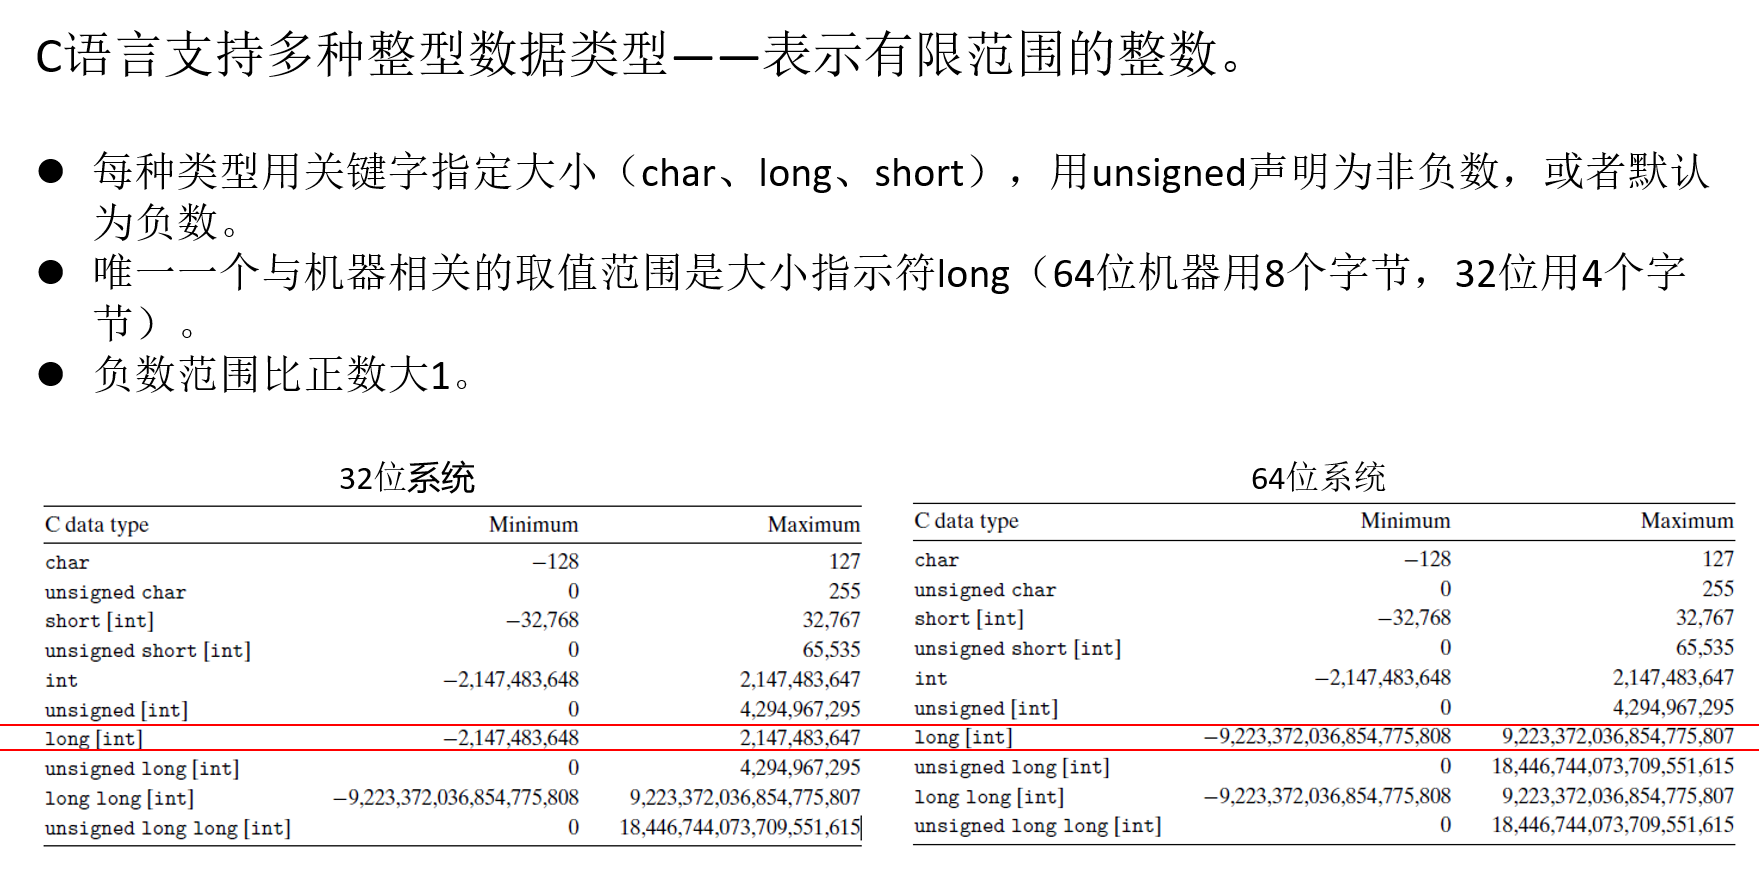 C语言支持多种整型数据类型——表示有限范围的整数。
● 每种类型用关键字指定大小（char、long、short），用unsigned声明为非负数，或者默认
为负数。
● 唯一一个与机器相关的取值范围是大小指示符long（64位机器用8个字节，32位用4个字
节）。
● 负数范围比正数大1。
32位系统
C data type Minimum Maximum
char −128 127
unsigned char 0 255
short [int] −32,768 32,767
unsigned short [int] 0 65,535
int −2,147,483,648 2,147,483,647
unsigned [int] 0 4,294,967,295
long [int] −2,147,483,648 2,147,483,647
unsigned long [int] 0 4,294,967,295
long long [int] −9,223,372,036,854,775,808 9,223,372,036,854,775,807
unsigned long long [int] 0 18,446,744,073,709,551,615
64位系统
C data type Minimum Maximum
char −128 127
unsigned char 0 255
short [int] −32,768 32,767
unsigned short [int] 0 65,535
int −2,147,483,648 2,147,483,647
unsigned [int] 0 4,294,967,295
long [int] −9,223,372,036,854,775,808 9,223,372,036,854,775,807
unsigned long [int] 0 18,446,744,073,709,551,615
long long [int] −9,223,372,036,854,775,808 9,223,372,036,854,775,807
unsigned long long [int] 0 18,446,744,073,709,551,615